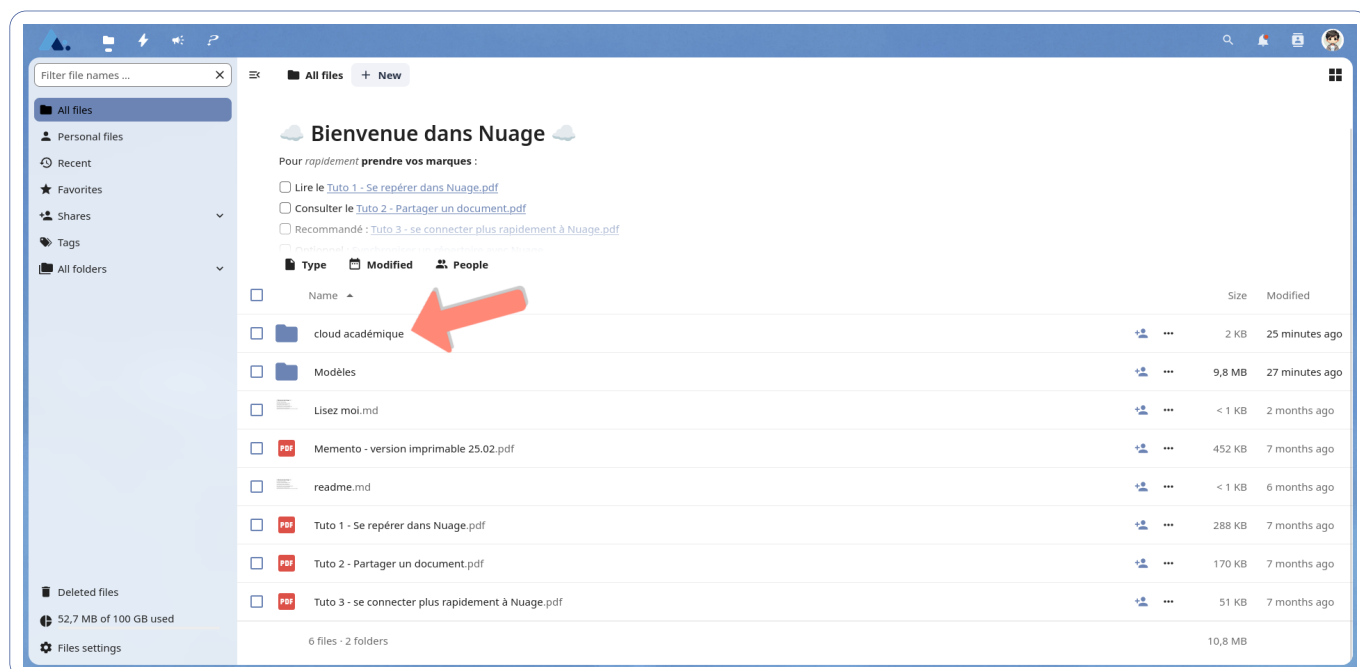 Filter file names ...
All files + New
All files
Personal files
Recent
Favorites
Shares
Tags
All folders
☁️ Bienvenue dans Nuage ☁️
Pour rapidement prendre vos marques :
Lire le Tuto 1 - Se repérer dans Nuage.pdf
Consulter le Tuto 2 - Partager un document.pdf
Recommandé : Tuto 3 - se connecter plus rapidement à Nuage.pdf
Type Modified People
Name Size Modified
cloud académique 2 KB 25 minutes ago
Modèles 9,8 MB 27 minutes ago
Lisez moi.md < 1 KB 2 months ago
PDF Memento - version imprimable 25.02.pdf 452 KB 7 months ago
readme.md < 1 KB 6 months ago
PDF Tuto 1 - Se repérer dans Nuage.pdf 288 KB 7 months ago
PDF Tuto 2 - Partager un document.pdf 170 KB 7 months ago
PDF Tuto 3 - se connecter plus rapidement à Nuage.pdf 51 KB 7 months ago
6 files · 2 folders 10,8 MB
Deleted files
52,7 MB of 100 GB used
Files settings